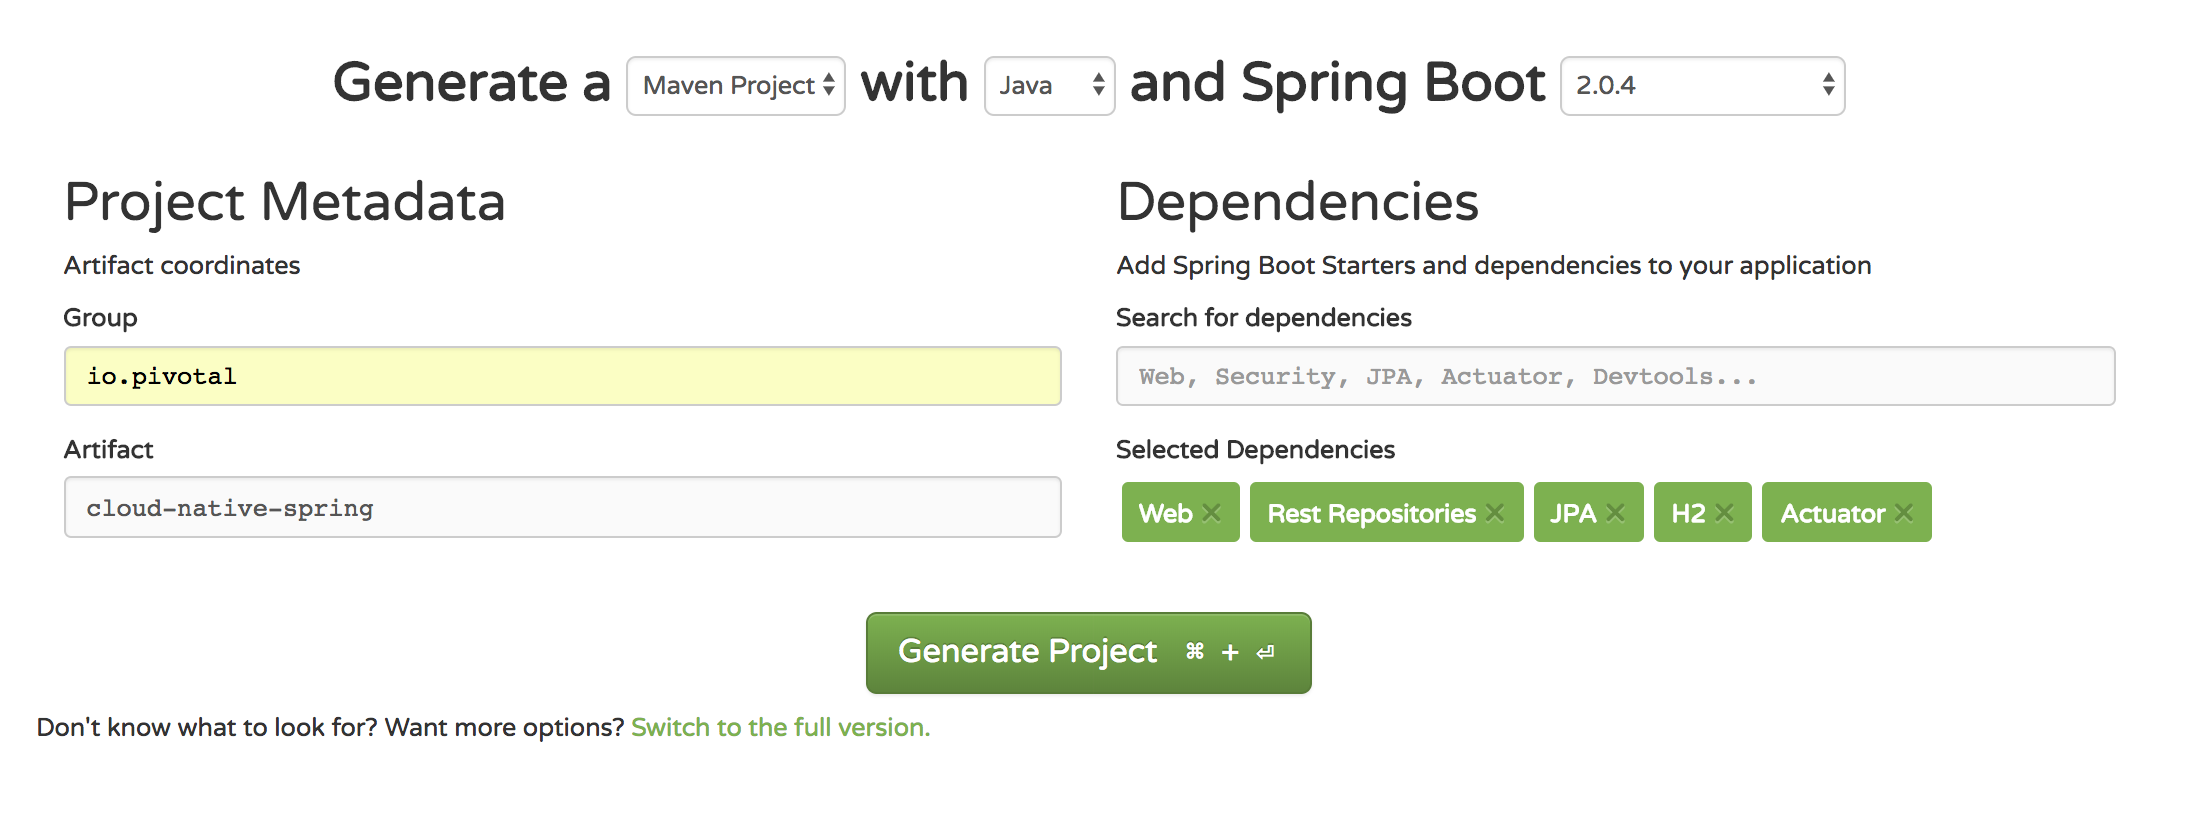 Generate a Maven Project with Java and Spring Boot 2.0.4
Project Metadata
Artifact coordinates
Group
io.pivotal
Artifact
cloud-native-spring
Dependencies
Add Spring Boot Starters and dependencies to your application
Search for dependencies
Web, Security, JPA, Actuator, Devtools...
Selected Dependencies
Web × Rest Repositories × JPA × H2 × Actuator ×
Generate Project ⌘ + ⏎
Don't know what to look for? Want more options? Switch to the full version.